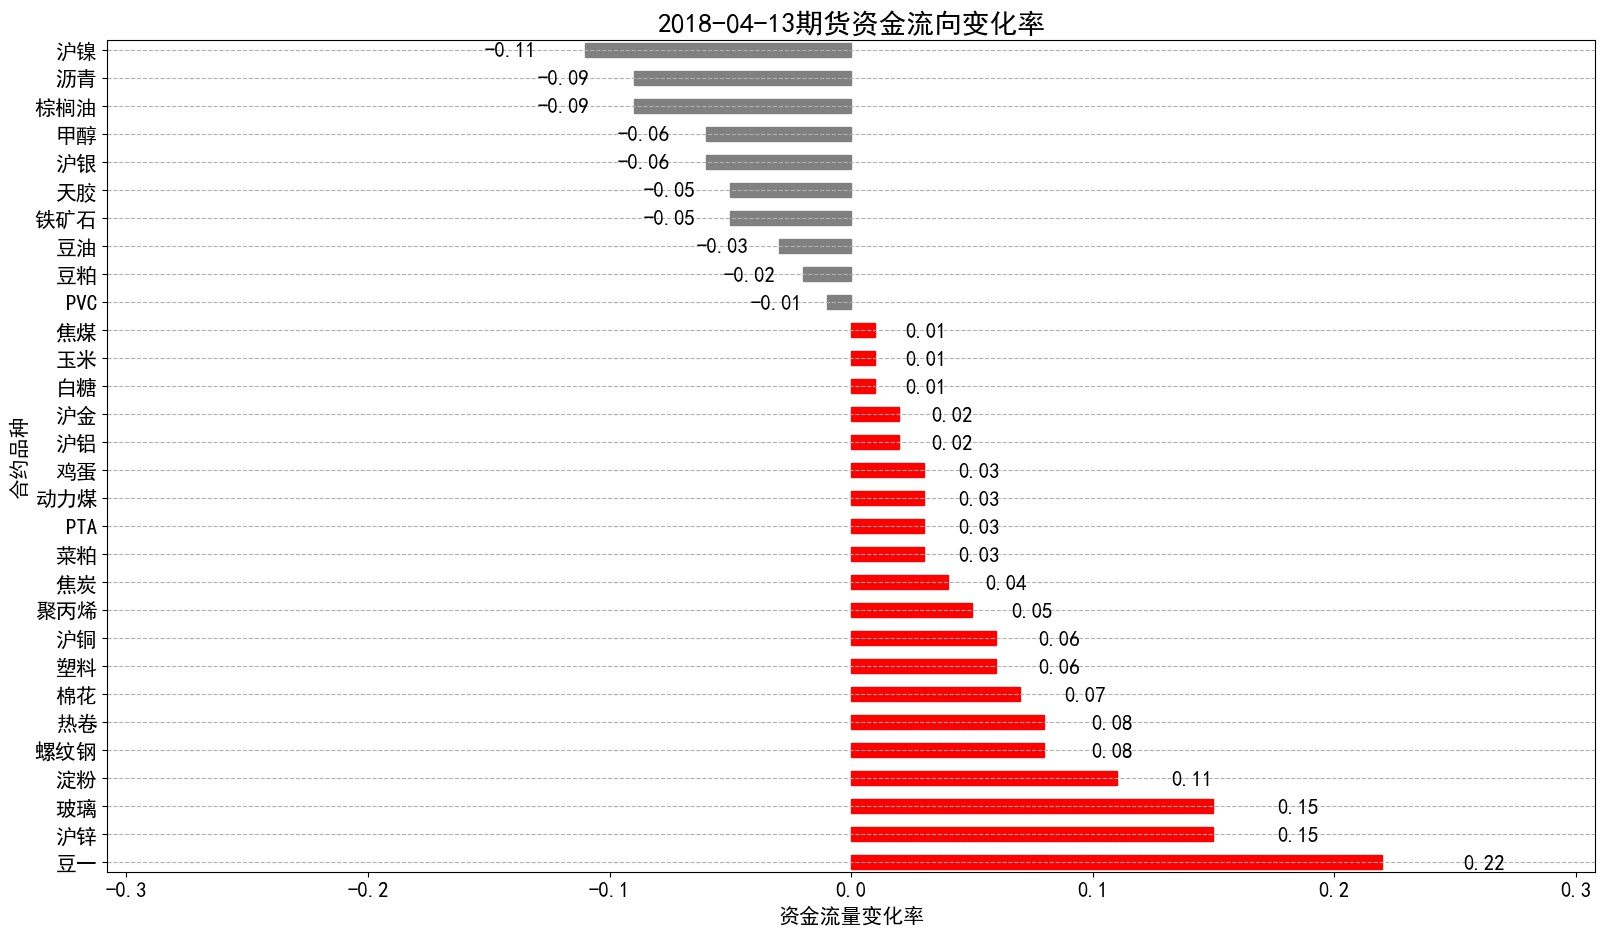 2018-04-13期货资金流向变化率
沪镍 -0.11
沥青 -0.09
棕榈油 -0.09
甲醇 -0.06
沪银 -0.06
天胶 -0.05
铁矿石 -0.05
豆油 -0.03
豆粕 -0.02
PVC -0.01
焦煤 0.01
玉米 0.01
白糖 0.01
沪金 0.02
沪铝 0.02
鸡蛋 0.03
动力煤 0.03
PTA 0.03
菜粕 0.03
焦炭 0.04
聚丙烯 0.05
沪铜 0.06
塑料 0.06
棉花 0.07
热卷 0.08
螺纹钢 0.08
淀粉 0.11
玻璃 0.15
沪锌 0.15
豆一 0.22
合约品种
-0.3 -0.2 -0.1 0.0 0.1 0.2 0.3
资金流量变化率